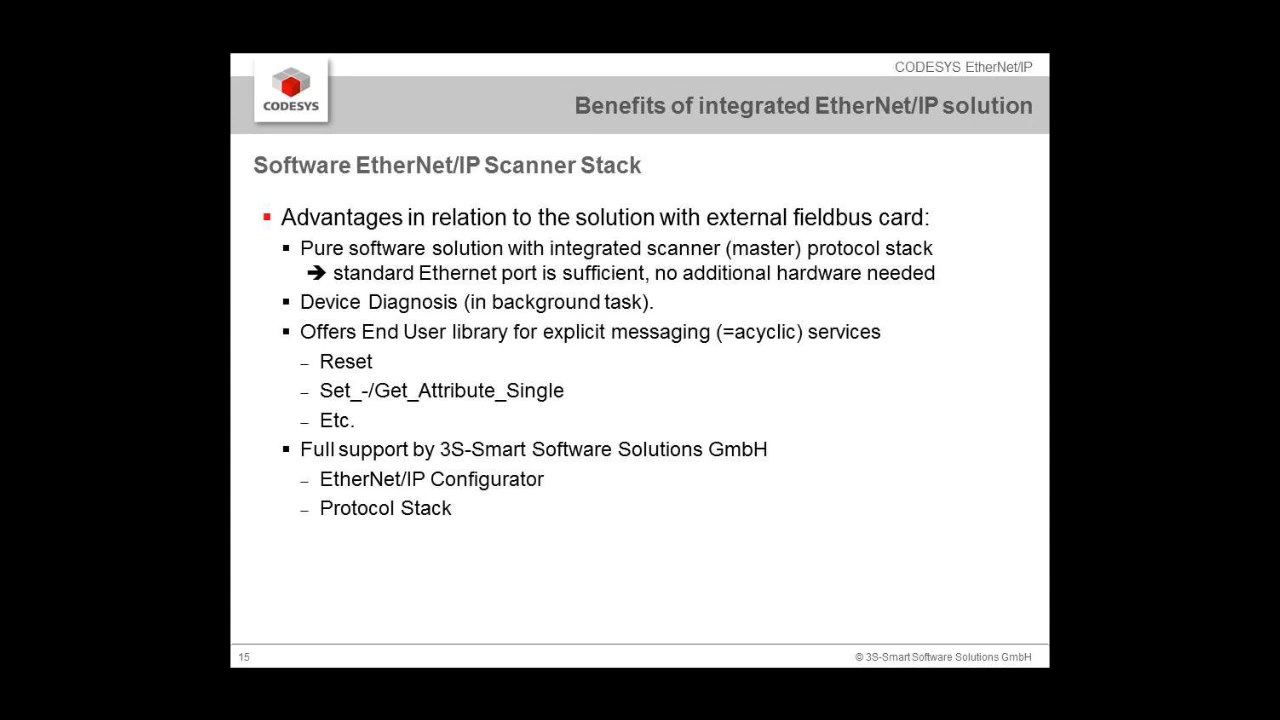 CODESYS EtherNet/IP
CODESYS
Benefits of integrated EtherNet/IP solution
Software EtherNet/IP Scanner Stack
▪ Advantages in relation to the solution with external fieldbus card:
▪ Pure software solution with integrated scanner (master) protocol stack
➔ standard Ethernet port is sufficient, no additional hardware needed
▪ Device Diagnosis (in background task).
▪ Offers End User library for explicit messaging (=acyclic) services
– Reset
– Set_-/Get_Attribute_Single
– Etc.
▪ Full support by 3S-Smart Software Solutions GmbH
– EtherNet/IP Configurator
– Protocol Stack
15
© 3S-Smart Software Solutions GmbH